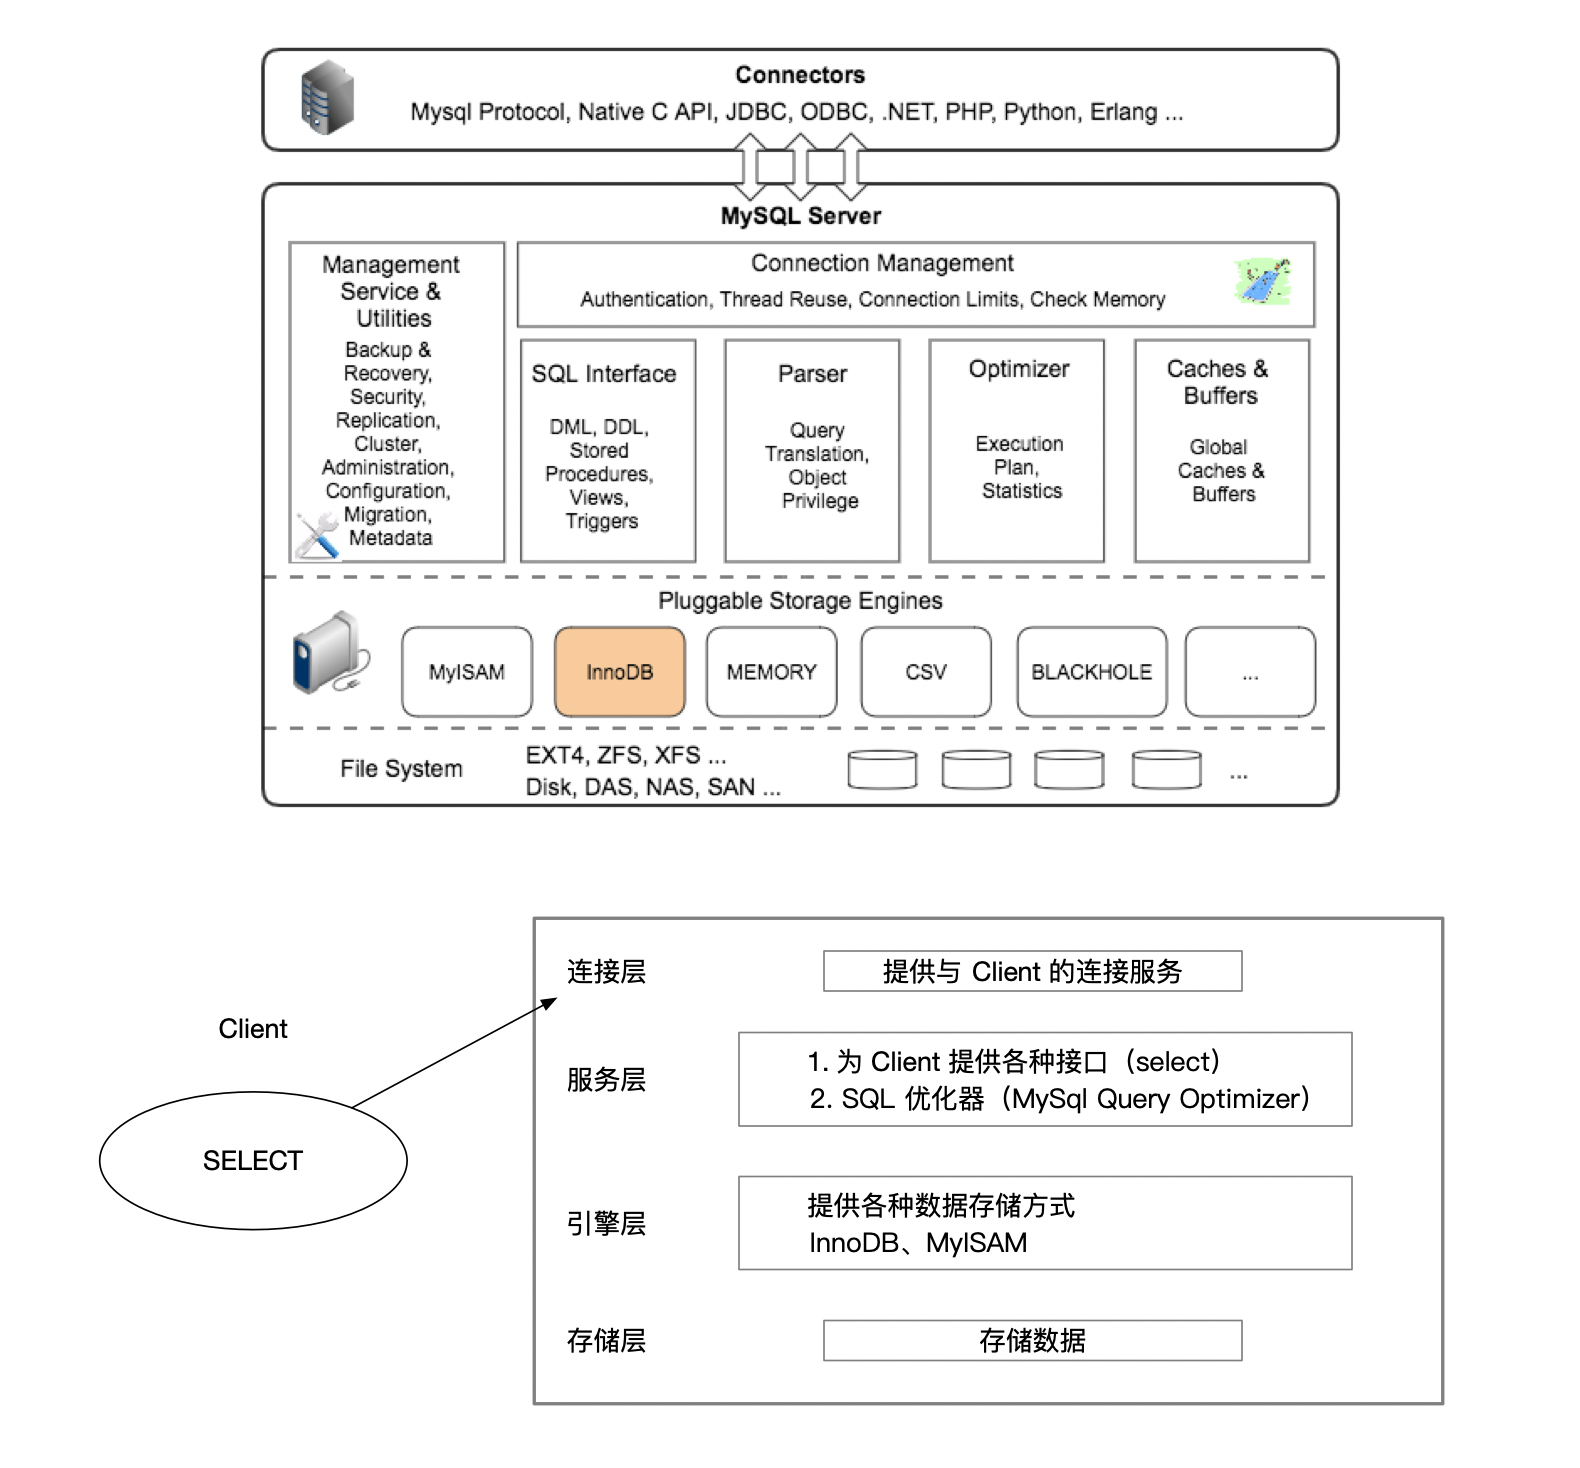 Connectors
Mysql Protocol, Native C API, JDBC, ODBC, .NET, PHP, Python, Erlang ...
MySQL Server
Management
Service &
Utilities
Backup &
Recovery,
Security,
Replication,
Cluster,
Administration,
Configuration,
Migration,
Metadata
Connection Management
Authentication, Thread Reuse, Connection Limits, Check Memory
SQL Interface
DML, DDL,
Stored
Procedures,
Views,
Triggers
Parser
Query
Translation,
Object
Privilege
Optimizer
Execution
Plan,
Statistics
Caches &
Buffers
Global
Caches &
Buffers
Pluggable Storage Engines
MyISAM
InnoDB
MEMORY
CSV
BLACKHOLE
...
File System
EXT4, ZFS, XFS ...
Disk, DAS, NAS, SAN ...
...
Client
SELECT
连接层
提供与 Client 的连接服务
服务层
1. 为 Client 提供各种接口（select）
2. SQL 优化器（MySql Query Optimizer）
引擎层
提供各种数据存储方式
InnoDB、MyISAM
存储层
存储数据